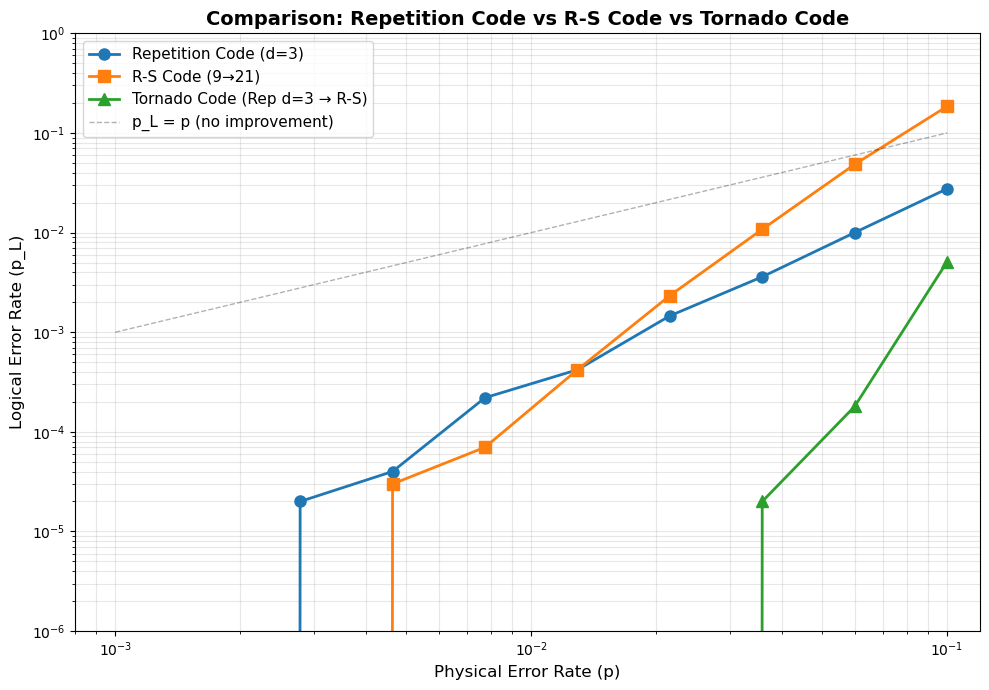 Comparison: Repetition Code vs R-S Code vs Tornado Code
Repetition Code (d=3)
R-S Code (9→21)
Tornado Code (Rep d=3 → R-S)
p_L = p (no improvement)
Logical Error Rate (p_L)
10⁰
10⁻¹
10⁻²
10⁻³
10⁻⁴
10⁻⁵
10⁻⁶
10⁻³ 10⁻² 10⁻¹
Physical Error Rate (p)